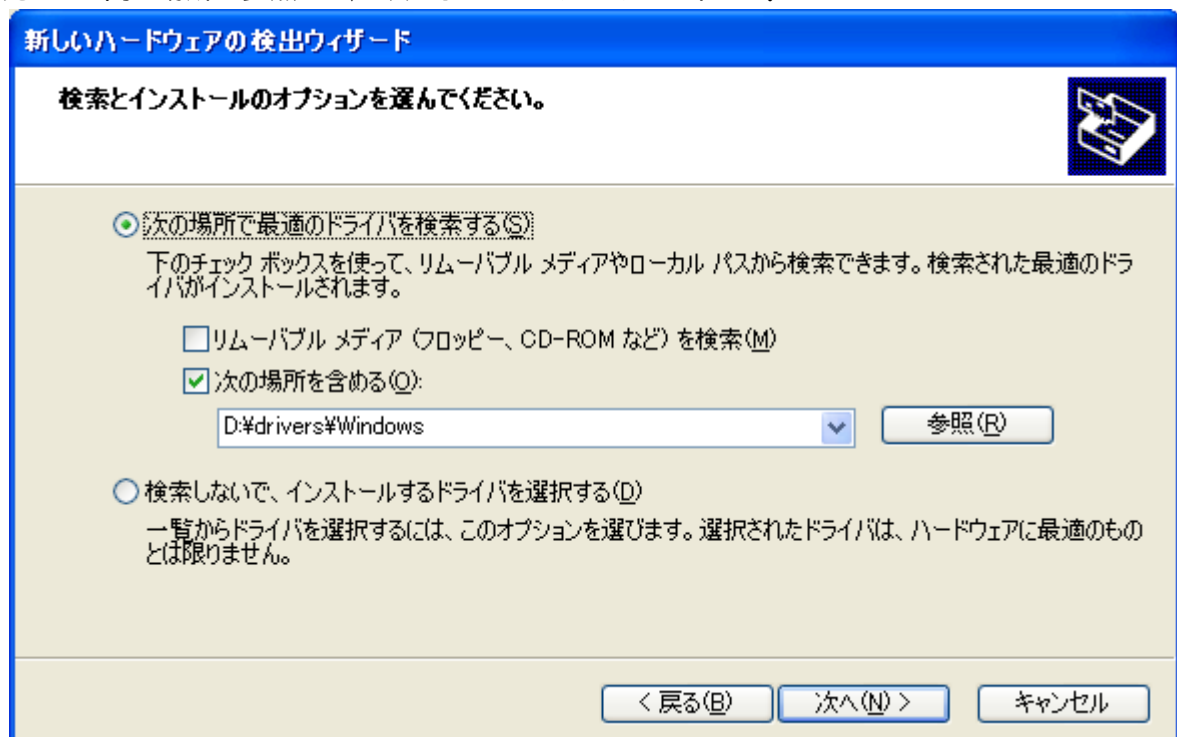 新しいハードウェアの検出ウィザード
検索とインストールのオプションを選んでください。
次の場所で最適のドライバを検索する(S)
下のチェック ボックスを使って、リムーバブル メディアやローカル パスから検索できます。検索された最適のドラ
イバがインストールされます。
リムーバブル メディア (フロッピー、CD-ROM など) を検索(M)
次の場所を含める(O):
D:¥drivers¥Windows
参照(R)
検索しないで、インストールするドライバを選択する(D)
一覧からドライバを選択するには、このオプションを選びます。選択されたドライバは、ハードウェアに最適のもの
とは限りません。
< 戻る(B)
次へ(N) >
キャンセル